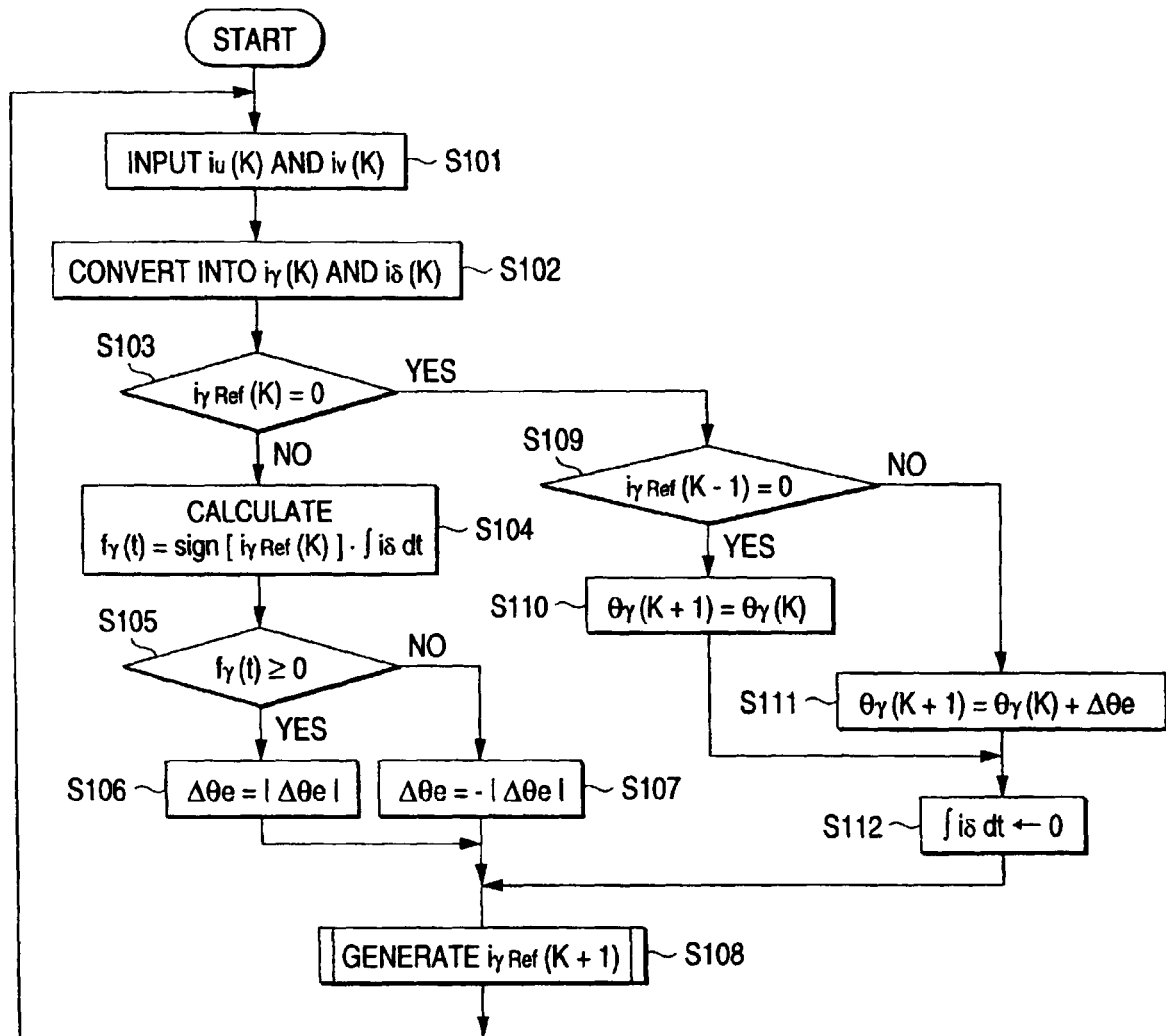 START
INPUT iu (K) AND iv (K)
S101
CONVERT INTO iγ (K) AND iδ (K)
S102
S103
iγ Ref (K) = 0
YES
NO
S109
iγ Ref (K - 1) = 0
NO
YES
CALCULATE
fγ (t) = sign [ iγ Ref (K) ] · ∫ iδ dt
S104
S110
θγ (K + 1) = θγ (K)
S105
fγ (t) ≥ 0
NO
YES
S111
θγ (K + 1) = θγ (K) + Δθe
S106
Δθe = | Δθe |
Δθe = - | Δθe |
S107
S112
∫ iδ dt ← 0
GENERATE iγ Ref (K + 1)
S108